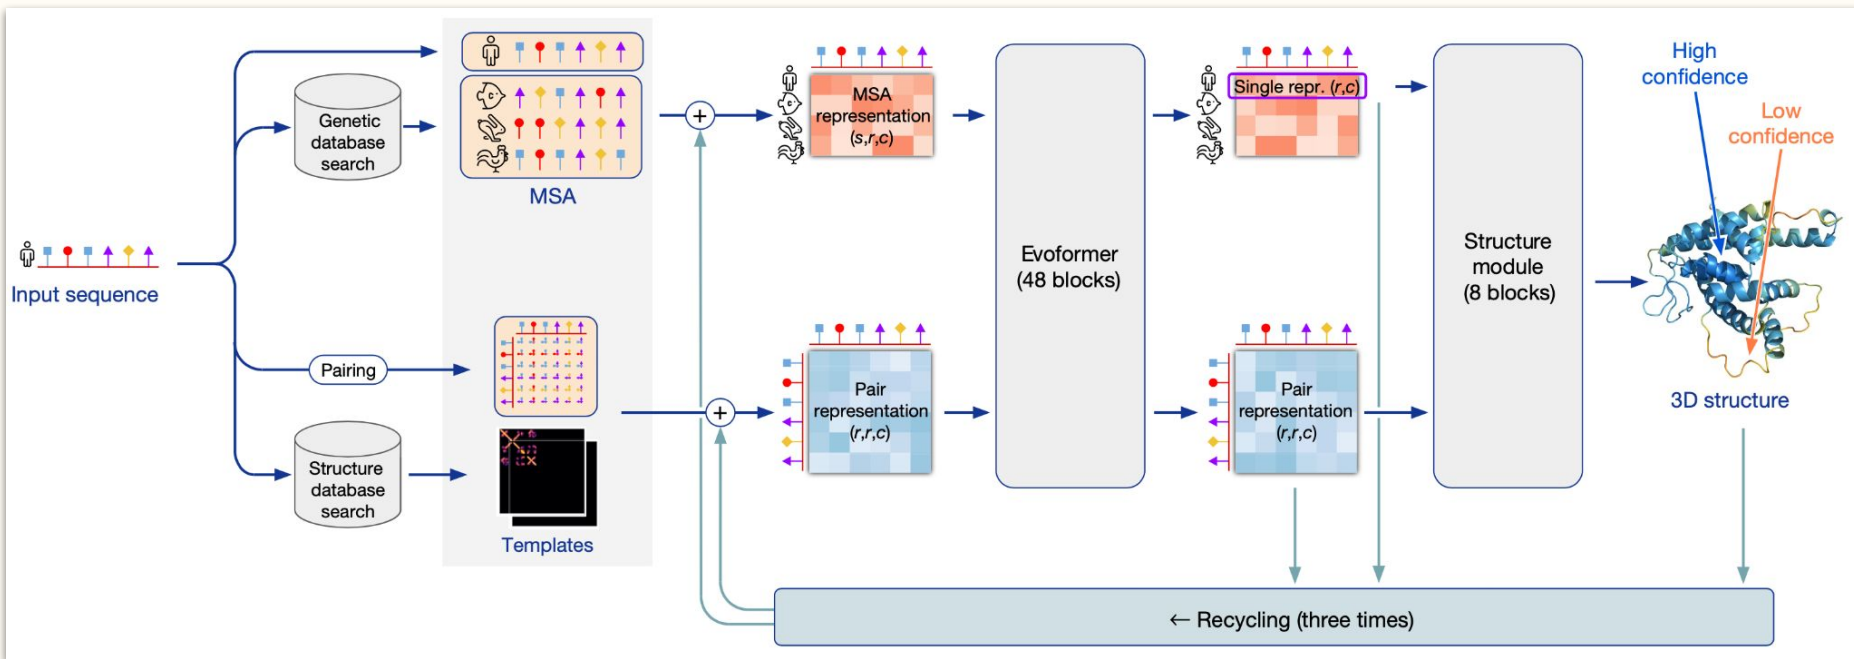 Input sequence
Genetic
database
search
MSA
Pairing
Structure
database
search
Templates
+
+
MSA
representation
(s,r,c)
Pair
representation
(r,r,c)
Evoformer
(48 blocks)
Single repr. (r,c)
Pair
representation
(r,r,c)
Structure
module
(8 blocks)
High
confidence
Low
confidence
3D structure
← Recycling (three times)